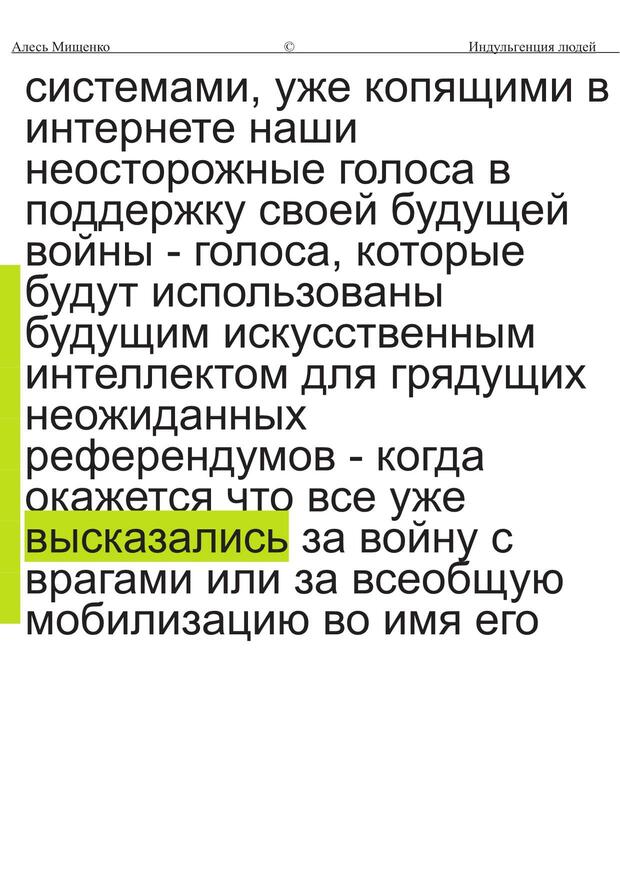 Алесь Мищенко © Индульгенция людей
системами, уже копящими в
интернете наши
неосторожные голоса в
поддержку своей будущей
войны - голоса, которые
будут использованы
будущим искусственным
интеллектом для грядущих
неожиданных
референдумов - когда
окажется что все уже
высказались за войну с
врагами или за всеобщую
мобилизацию во имя его